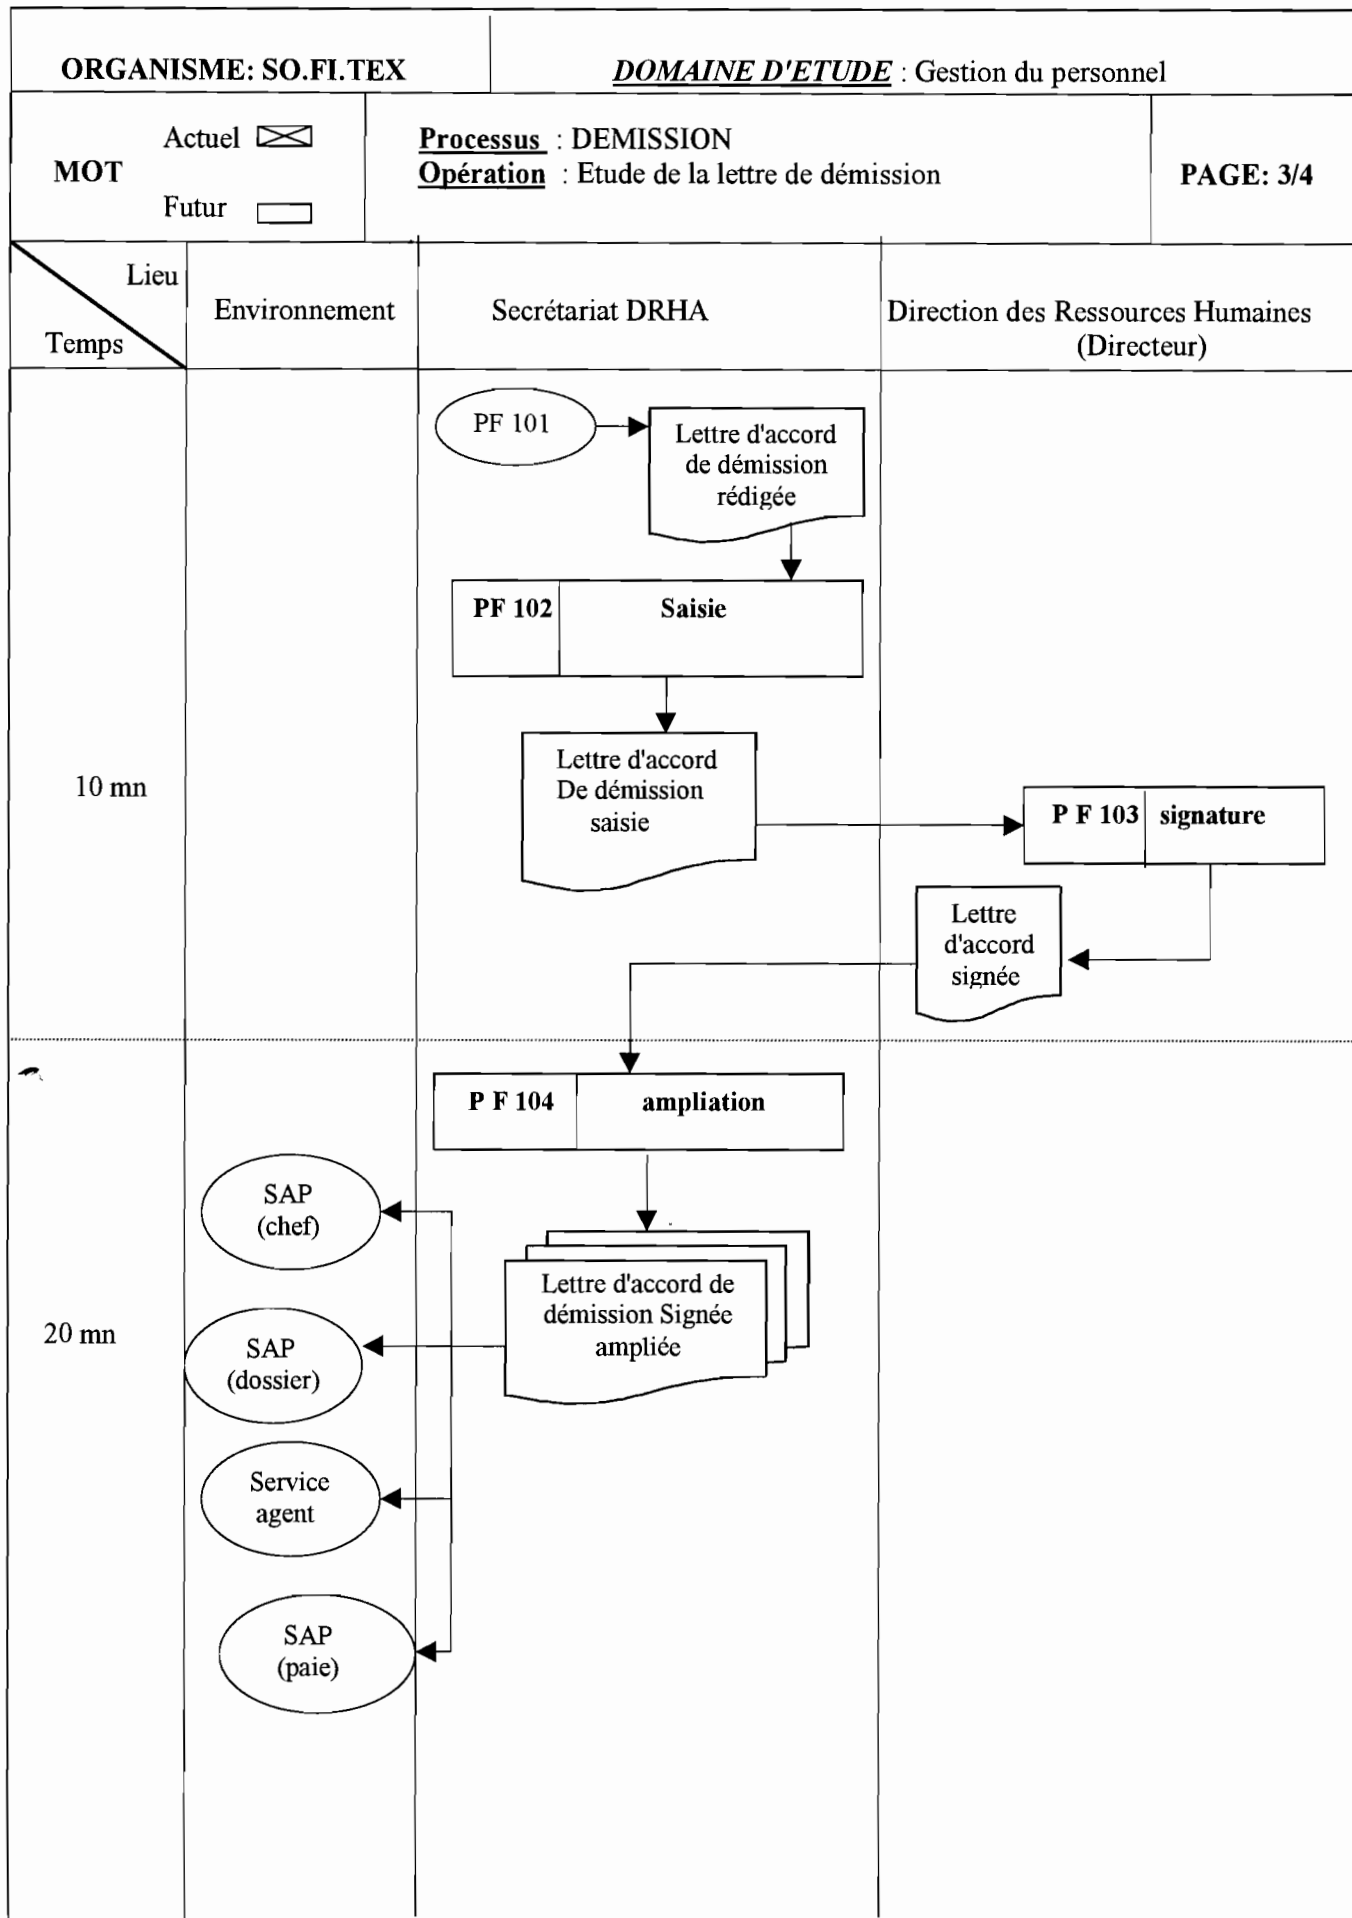 ORGANISME: SO.FI.TEX
DOMAINE D'ETUDE : Gestion du personnel
MOT
Actuel
Futur
Processus : DEMISSION
Opération : Etude de la lettre de démission
PAGE: 3/4
Lieu
Temps
Environnement
Secrétariat DRHA
Direction des Ressources Humaines
(Directeur)
PF 101
Lettre d'accord
de démission
rédigée
PF 102
Saisie
10 mn
Lettre d'accord
De démission
saisie
P F 103
signature
Lettre
d'accord
signée
P F 104
ampliation
20 mn
SAP
(chef)
Lettre d'accord de
démission Signée
ampliée
SAP
(dossier)
Service
agent
SAP
(paie)